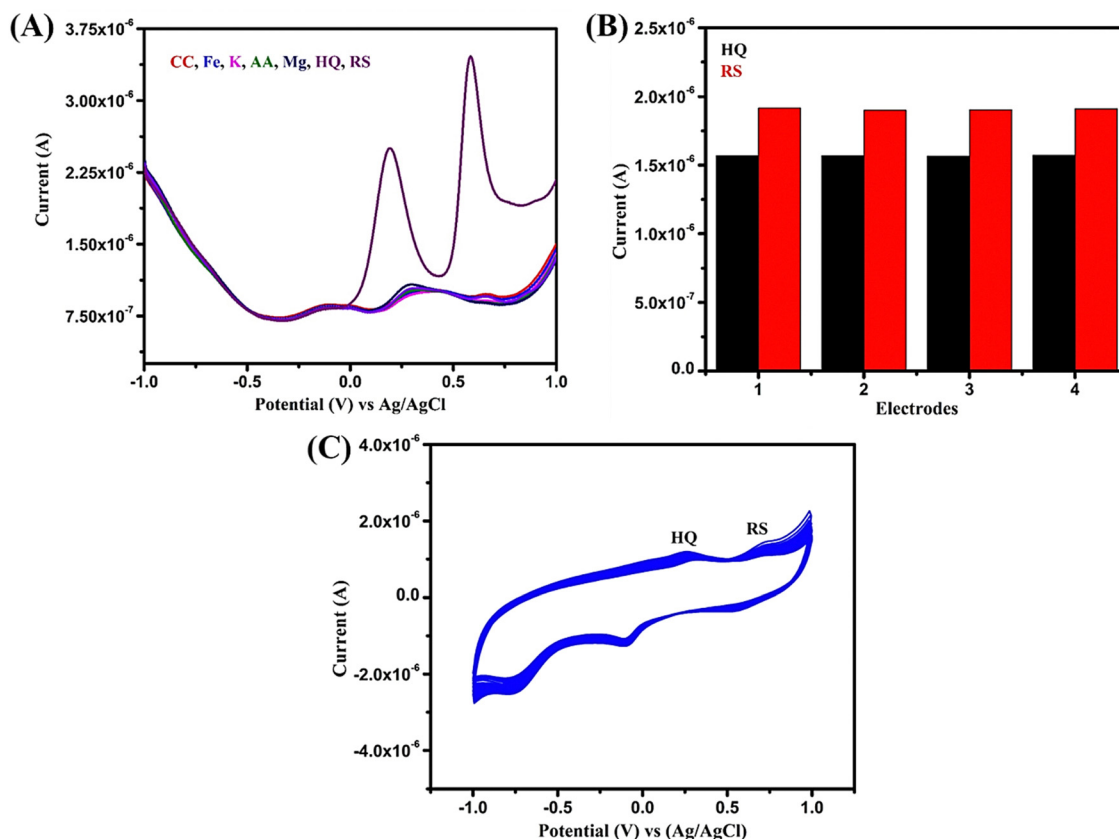 (A)
3.75x10⁻⁶
3.00x10⁻⁶
2.25x10⁻⁶
1.50x10⁻⁶
7.50x10⁻⁷
Current (A)
CC, Fe, K, AA, Mg, HQ, RS
-1.0 -0.5 0.0 0.5 1.0
Potential (V) vs Ag/AgCl
(B)
2.5x10⁻⁶
2.0x10⁻⁶
1.5x10⁻⁶
1.0x10⁻⁶
5.0x10⁻⁷
0.0
Current (A)
HQ
RS
1 2 3 4
Electrodes
(C)
4.0x10⁻⁶
2.0x10⁻⁶
0.0
-2.0x10⁻⁶
-4.0x10⁻⁶
Current (A)
HQ
RS
-1.0 -0.5 0.0 0.5 1.0
Potential (V) vs (Ag/AgCl)